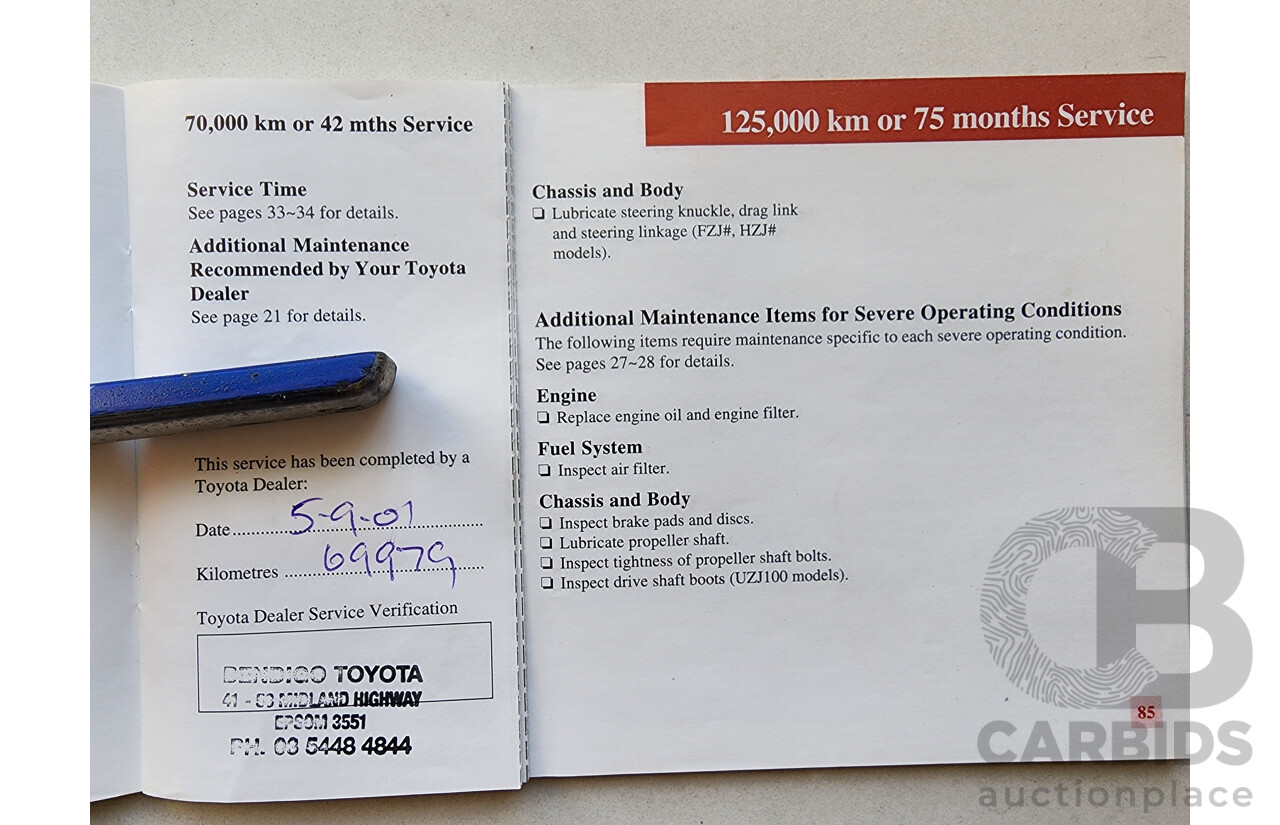 70,000 km or 42 mths Service
Service Time
See pages 33~34 for details.
Additional Maintenance
Recommended by Your Toyota
Dealer
See page 21 for details.
This service has been completed by a
Toyota Dealer:
Date 5-9-01
Kilometres 69979
Toyota Dealer Service Verification
BENDIGO TOYOTA
41 - 53 MIDLAND HIGHWAY
EPSOM 3551
PH. 03 5448 4844
125,000 km or 75 months Service
Chassis and Body
❏ Lubricate steering knuckle, drag link
and steering linkage (FZJ#, HZJ#
models).
Additional Maintenance Items for Severe Operating Conditions
The following items require maintenance specific to each severe operating condition.
See pages 27~28 for details.
Engine
❏ Replace engine oil and engine filter.
Fuel System
❏ Inspect air filter.
Chassis and Body
❏ Inspect brake pads and discs.
❏ Lubricate propeller shaft.
❏ Inspect tightness of propeller shaft bolts.
❏ Inspect drive shaft boots (UZJ100 models).
85
CB
CARBIDS
auctionplace